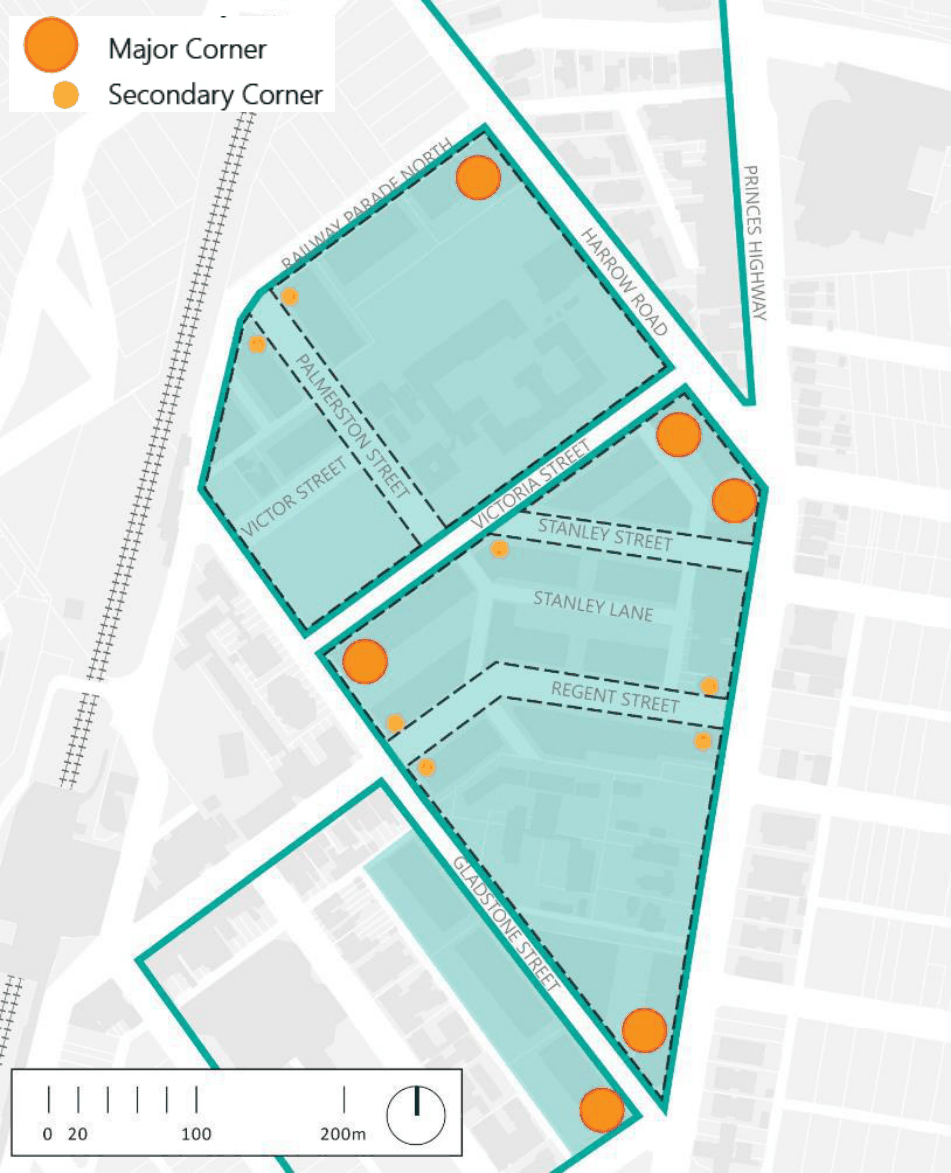 Major Corner
Secondary Corner
RAILWAY PARADE NORTH
PRINCES HIGHWAY
HARROW ROAD
PALMERSTON STREET
VICTORIA STREET
VICTOR STREET
STANLEY STREET
STANLEY LANE
REGENT STREET
GLADSTONE STREET
0 20 100 200m